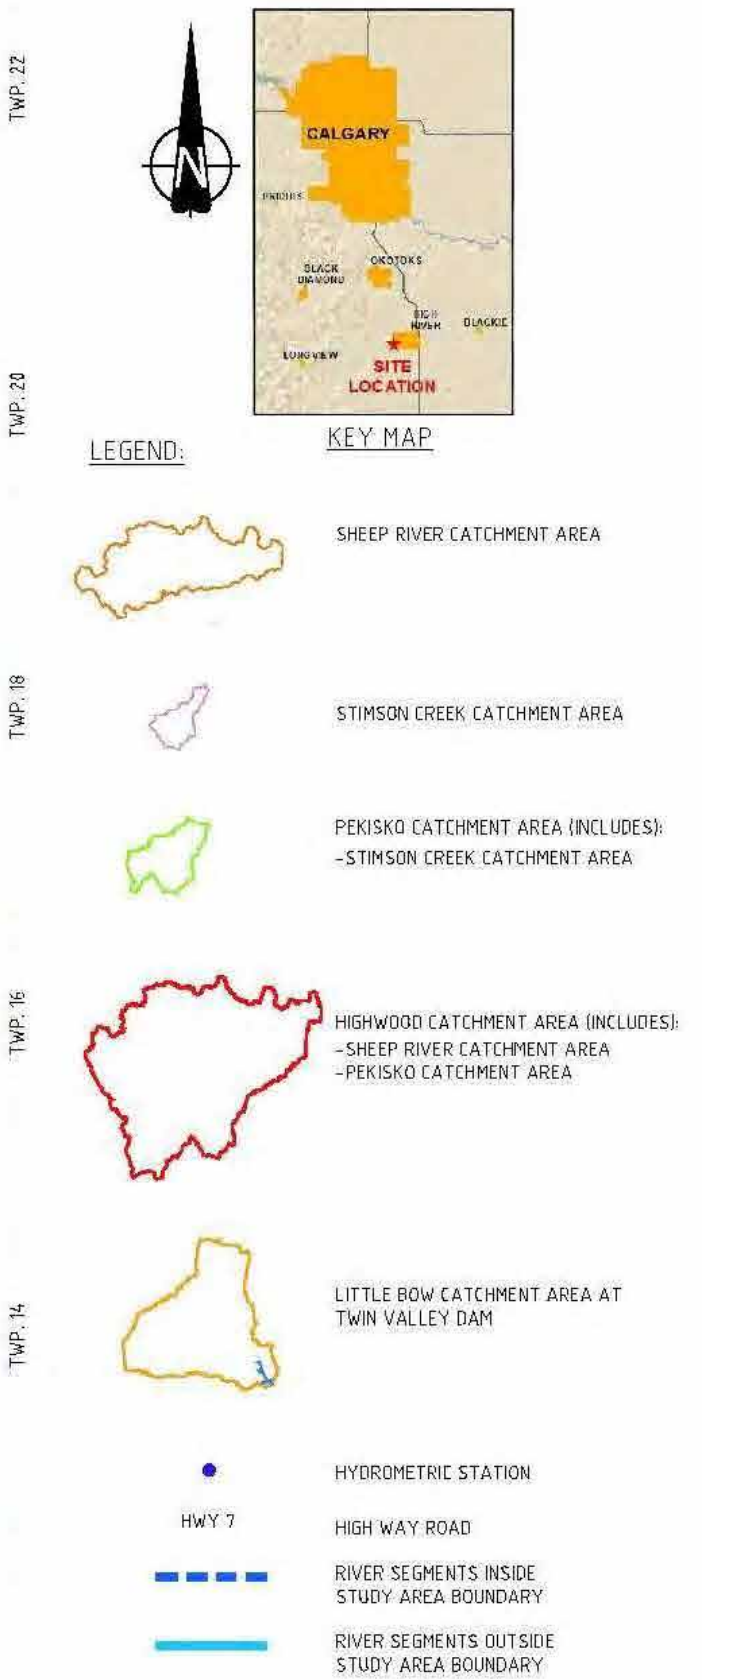 TWP. 22
N
CALGARY
PRIDDIS
OKOTOKS
BLACK
DIAMOND
HIGH
RIVER
BLACKIE
LONGVIEW
SITE
LOCATION
TWP. 20
KEY MAP
LEGEND:
SHEEP RIVER CATCHMENT AREA
TWP. 18
STIMSON CREEK CATCHMENT AREA
PEKISKO CATCHMENT AREA (INCLUDES):
-STIMSON CREEK CATCHMENT AREA
TWP. 16
HIGHWOOD CATCHMENT AREA (INCLUDES):
-SHEEP RIVER CATCHMENT AREA
-PEKISKO CATCHMENT AREA
LITTLE BOW CATCHMENT AREA AT
TWIN VALLEY DAM
TWP. 14
HYDROMETRIC STATION
HWY 7
HIGH WAY ROAD
RIVER SEGMENTS INSIDE
STUDY AREA BOUNDARY
RIVER SEGMENTS OUTSIDE
STUDY AREA BOUNDARY